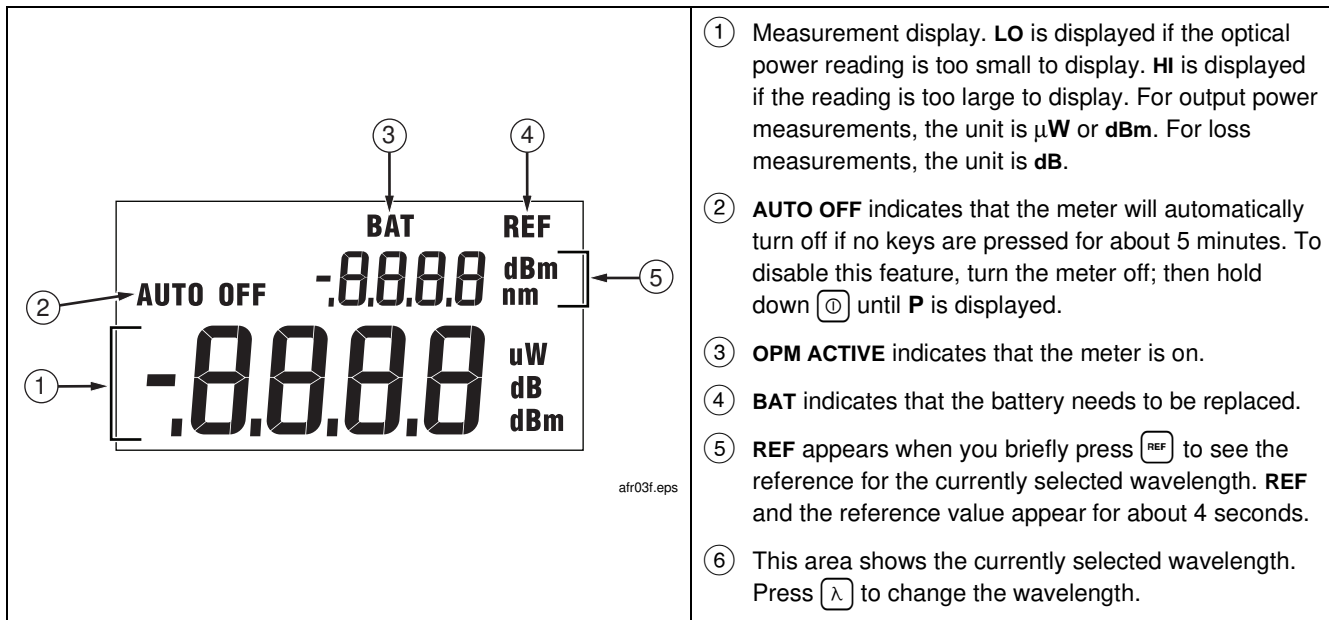 3
4
BAT
REF
-.8.8.8.8 dBm
nm
5
2
AUTO OFF
1
-.8.8.8.8 uW
dB
dBm
afr03f.eps
1 Measurement display. LO is displayed if the optical
power reading is too small to display. HI is displayed
if the reading is too large to display. For output power
measurements, the unit is μW or dBm. For loss
measurements, the unit is dB.
2 AUTO OFF indicates that the meter will automatically
turn off if no keys are pressed for about 5 minutes. To
disable this feature, turn the meter off; then hold
down ⏼ until P is displayed.
3 OPM ACTIVE indicates that the meter is on.
4 BAT indicates that the battery needs to be replaced.
5 REF appears when you briefly press REF to see the
reference for the currently selected wavelength. REF
and the reference value appear for about 4 seconds.
6 This area shows the currently selected wavelength.
Press λ to change the wavelength.